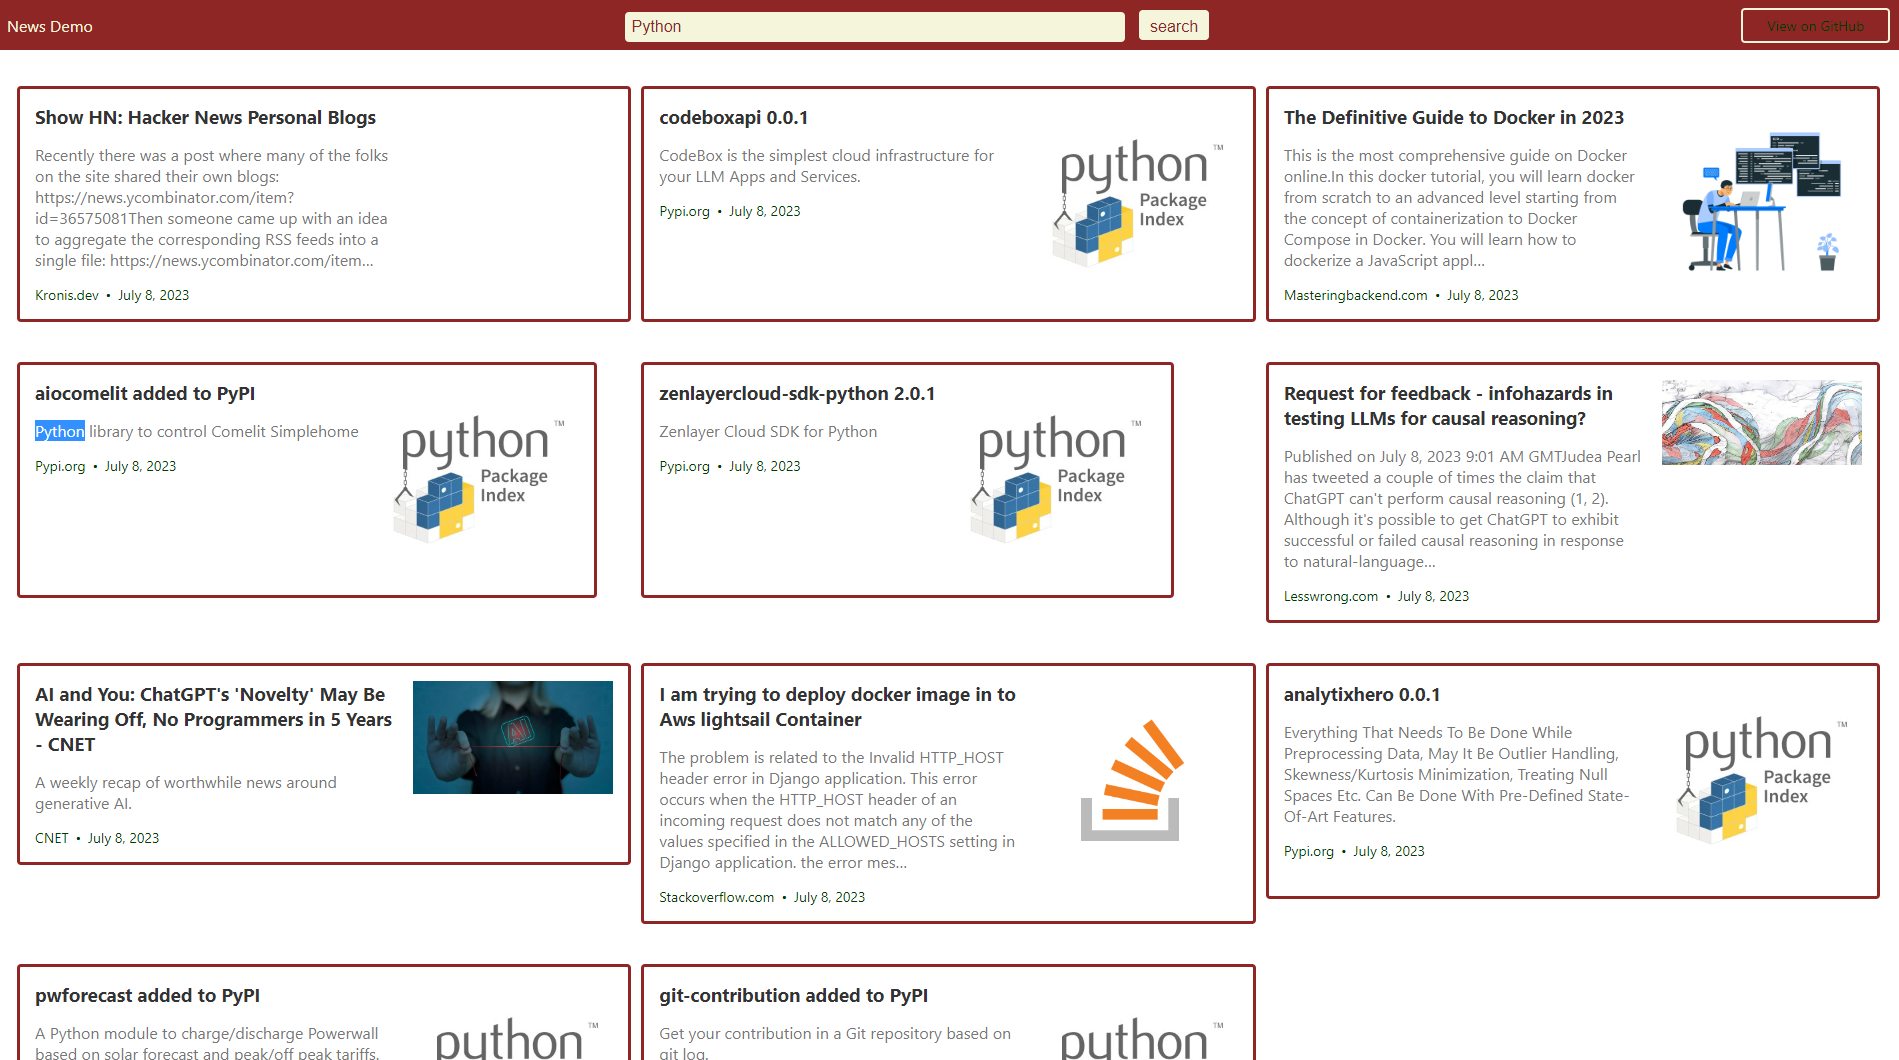 News Demo
Python
search
View on GitHub
Show HN: Hacker News Personal Blogs
Recently there was a post where many of the folks
on the site shared their own blogs:
https://news.ycombinator.com/item?
id=36575081Then someone came up with an idea
to aggregate the corresponding RSS feeds into a
single file: https://news.ycombinator.com/item...
Kronis.dev • July 8, 2023
codeboxapi 0.0.1
CodeBox is the simplest cloud infrastructure for
your LLM Apps and Services.
Pypi.org • July 8, 2023
python™
Package
Index
The Definitive Guide to Docker in 2023
This is the most comprehensive guide on Docker
online.In this docker tutorial, you will learn docker
from scratch to an advanced level starting from
the concept of containerization to Docker
Compose in Docker. You will learn how to
dockerize a JavaScript appl...
Masteringbackend.com • July 8, 2023
aiocomelit added to PyPI
Python library to control Comelit Simplehome
Pypi.org • July 8, 2023
python™
Package
Index
zenlayercloud-sdk-python 2.0.1
Zenlayer Cloud SDK for Python
Pypi.org • July 8, 2023
python™
Package
Index
Request for feedback - infohazards in
testing LLMs for causal reasoning?
Published on July 8, 2023 9:01 AM GMTJudea Pearl
has tweeted a couple of times the claim that
ChatGPT can't perform causal reasoning (1, 2).
Although it's possible to get ChatGPT to exhibit
successful or failed causal reasoning in response
to natural-language...
Lesswrong.com • July 8, 2023
AI and You: ChatGPT's 'Novelty' May Be
Wearing Off, No Programmers in 5 Years
- CNET
A weekly recap of worthwhile news around
generative AI.
CNET • July 8, 2023
AI
I am trying to deploy docker image in to
Aws lightsail Container
The problem is related to the Invalid HTTP_HOST
header error in Django application. This error
occurs when the HTTP_HOST header of an
incoming request does not match any of the
values specified in the ALLOWED_HOSTS setting in
Django application. the error mes...
Stackoverflow.com • July 8, 2023
analytixhero 0.0.1
Everything That Needs To Be Done While
Preprocessing Data, May It Be Outlier Handling,
Skewness/Kurtosis Minimization, Treating Null
Spaces Etc. Can Be Done With Pre-Defined State-
Of-Art Features.
Pypi.org • July 8, 2023
python™
Package
Index
pwforecast added to PyPI
A Python module to charge/discharge Powerwall
based on solar forecast and peak/off peak tariffs.
python™
git-contribution added to PyPI
Get your contribution in a Git repository based on
git log.
python™